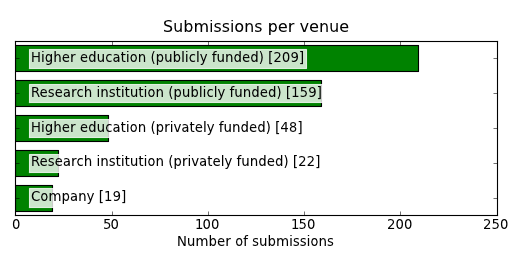 Submissions per venue
Higher education (publicly funded) [209]
Research institution (publicly funded) [159]
Higher education (privately funded) [48]
Research institution (privately funded) [22]
Company [19]
0 50 100 150 200 250
Number of submissions